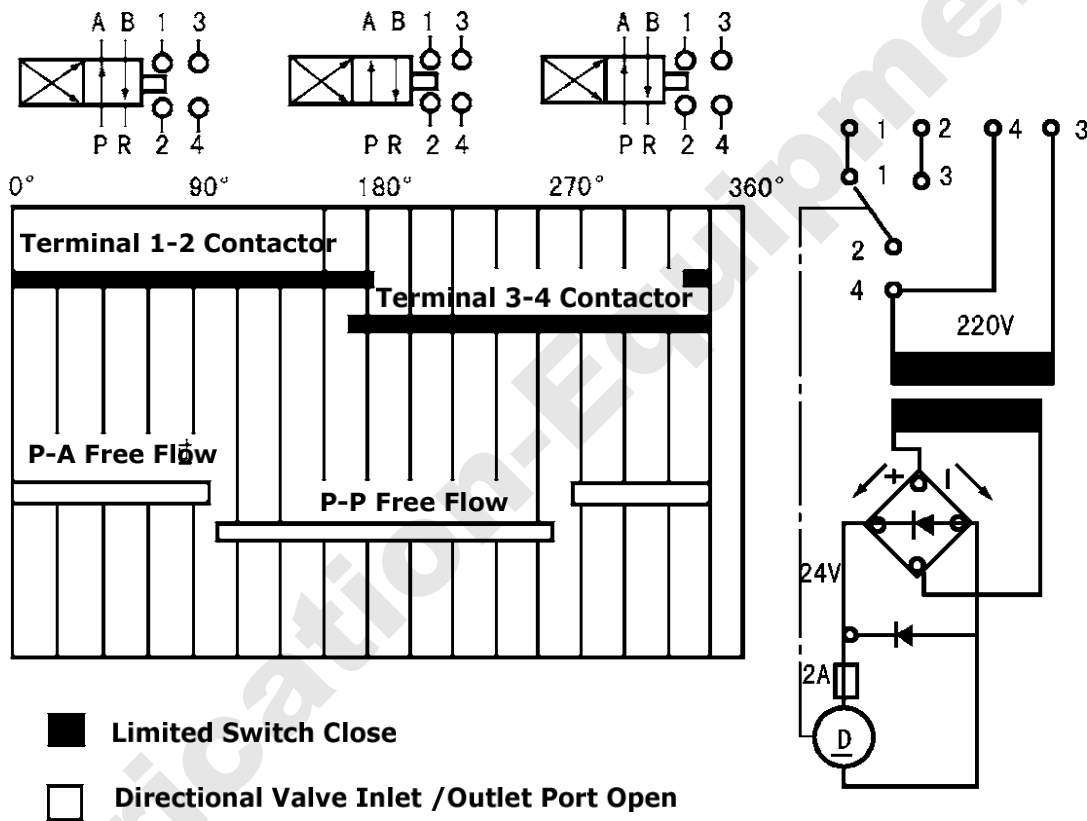 A B 1 3
A B 1 3
A B 1 3
P R 2 4
P R 2 4
P R 2 4
0° 90° 180° 270° 360°
Terminal 1-2 Contactor
Terminal 3-4 Contactor
P-A Free Flow
P-P Free Flow
Limited Switch Close
Directional Valve Inlet /Outlet Port Open
1 2 4 3
1 3
2
4
220V
+ −
24V
2A
D
rication-Equipme